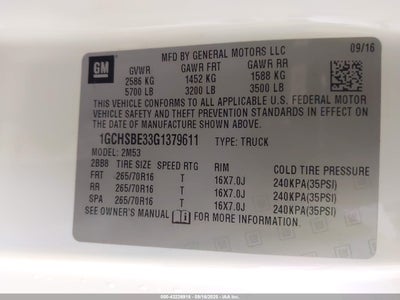 GM
MFD BY GENERAL MOTORS LLC 09/16
GVWR GAWR FRT GAWR RR
2586 KG 1452 KG 1588 KG
5700 LB 3200 LB 3500 LB
THIS VEHICLE CONFORMS TO ALL APPLICABLE U.S. FEDERAL MOTOR
VEHICLE SAFETY AND THEFT PREVENTION STANDARDS IN EFFECT
ON THE DATE OF MANUFACTURE SHOWN ABOVE.
1GCHSBE33G1379611 TYPE: TRUCK
2M53
2BB8 TIRE SIZE SPEED RTG RIM COLD TIRE PRESSURE
FRT 265/70R16 T 16X7.0J 240KPA(35PSI)
RR 265/70R16 T 16X7.0J 240KPA(35PSI)
SPA 265/70R16 T 16X7.0J 240KPA(35PSI)
SEE OWNER'S MANUAL FOR MORE INFORMATION.